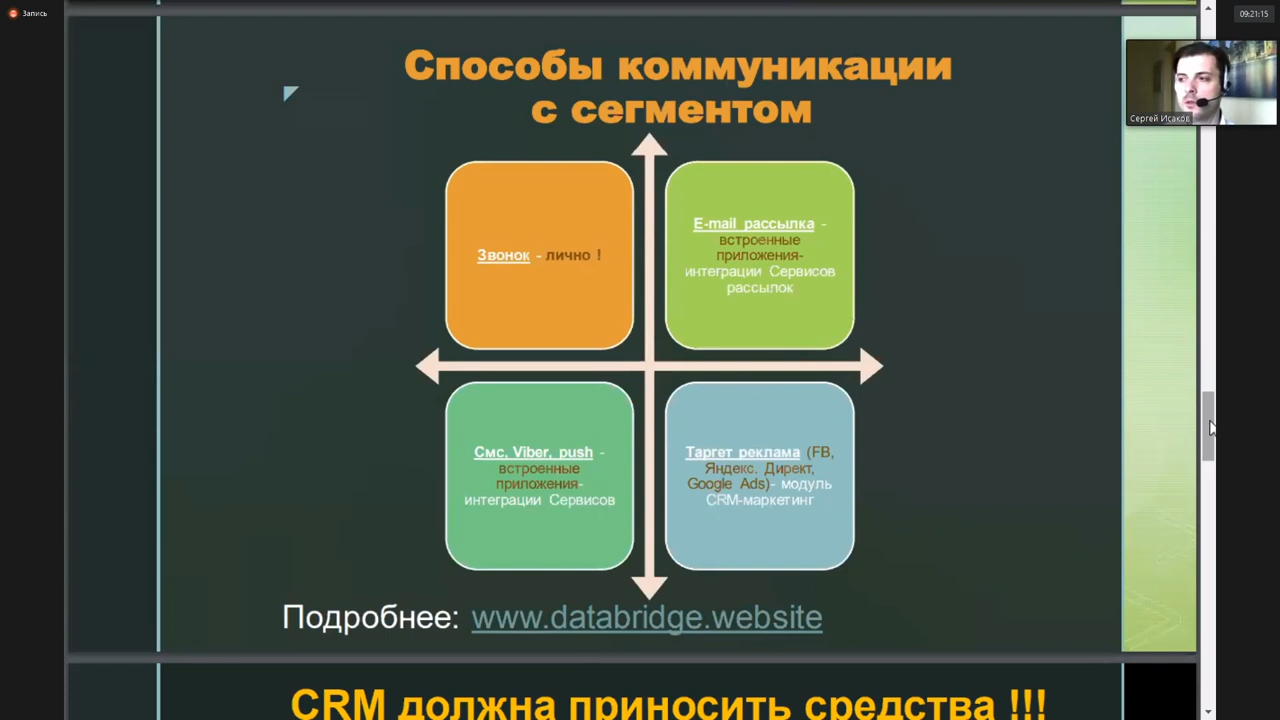 Запись
09:21:15
Способы коммуникации
с сегментом
Сергей Исаков
Звонок - лично !
E-mail рассылка -
встроенные
приложения-
интеграции Сервисов
рассылок
Смс, Viber, push -
встроенные
приложения-
интеграции Сервисов
Таргет реклама (FB,
Яндекс. Директ,
Google Ads)- модуль
CRM-маркетинг
Подробнее: www.databridge.website
CRM должна приносить средства !!!